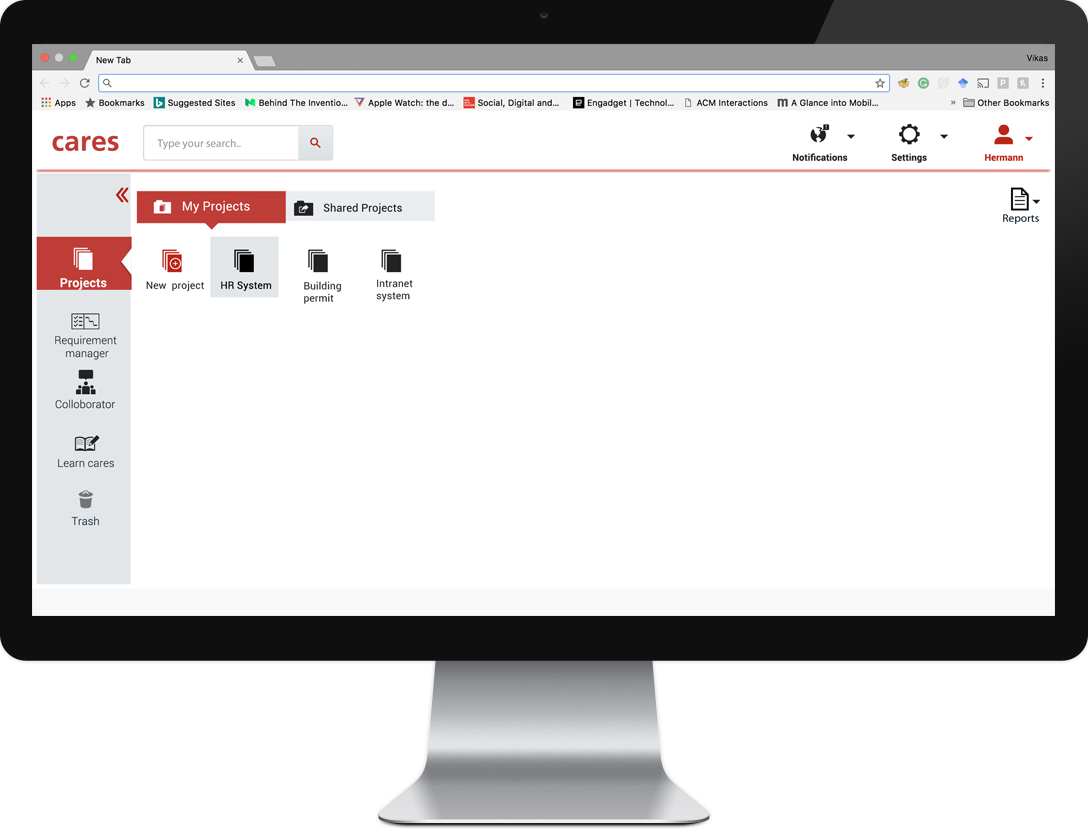 New Tab
Vikas
Apps Bookmarks Suggested Sites Behind The Inventio... Apple Watch: the d... Social, Digital and... Engadget | Technol... ACM Interactions A Glance into Mobil... » Other Bookmarks
cares
Type your search..
Notifications
Settings
Hermann
My Projects
Shared Projects
Reports
Projects
New project
HR System
Building
permit
Intranet
system
Requirement
manager
Colloborator
Learn cares
Trash